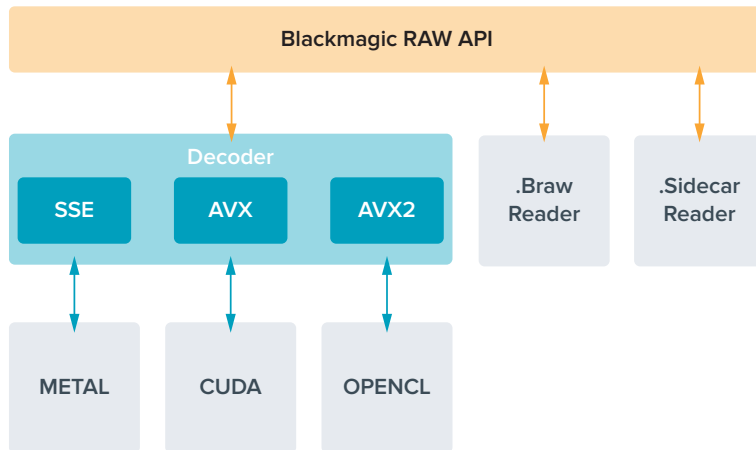 Blackmagic RAW API
Decoder
SSE
AVX
AVX2
.Braw
Reader
.Sidecar
Reader
METAL
CUDA
OPENCL